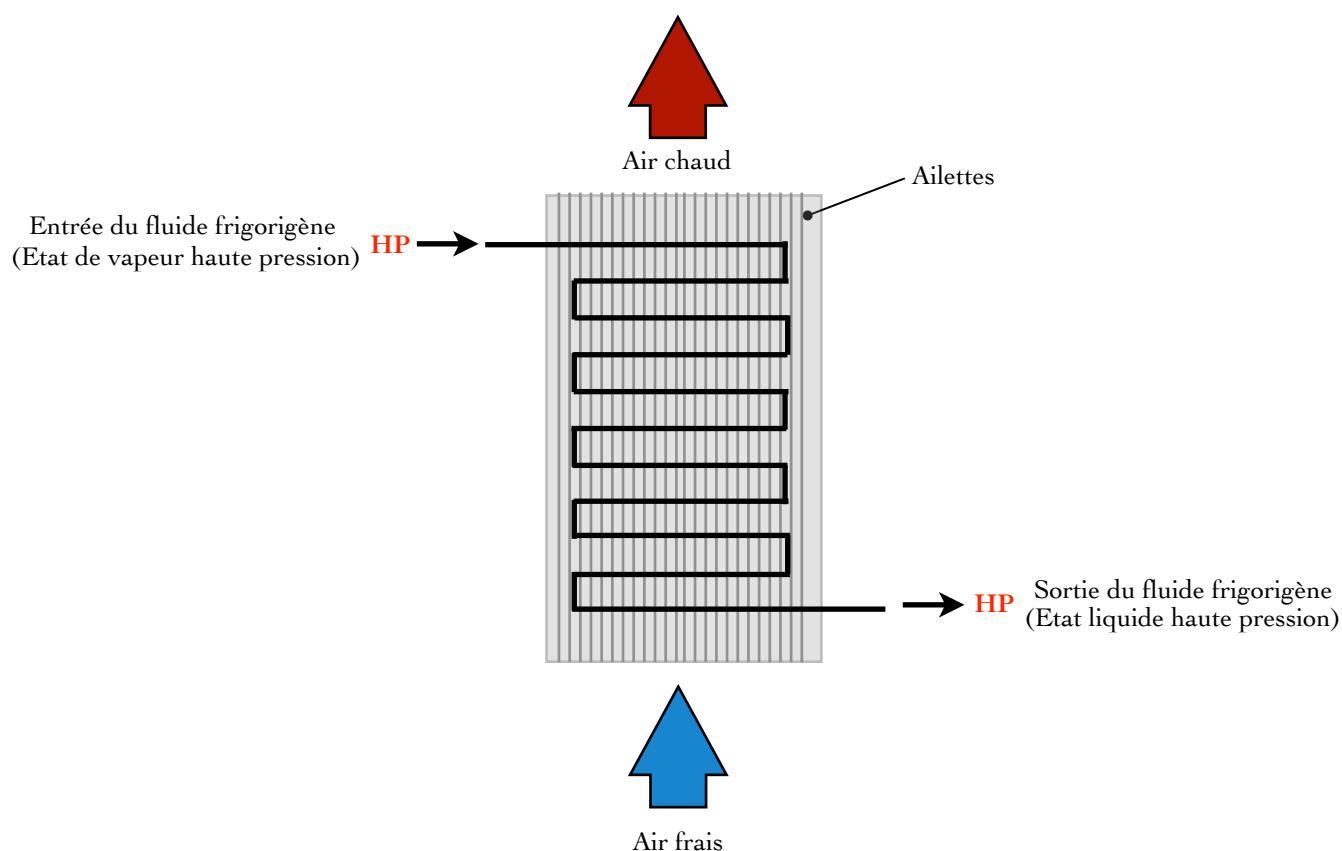 Air chaud
Ailettes
Entrée du fluide frigorigène
(Etat de vapeur haute pression)
HP
HP
Sortie du fluide frigorigène
(Etat liquide haute pression)
Air frais